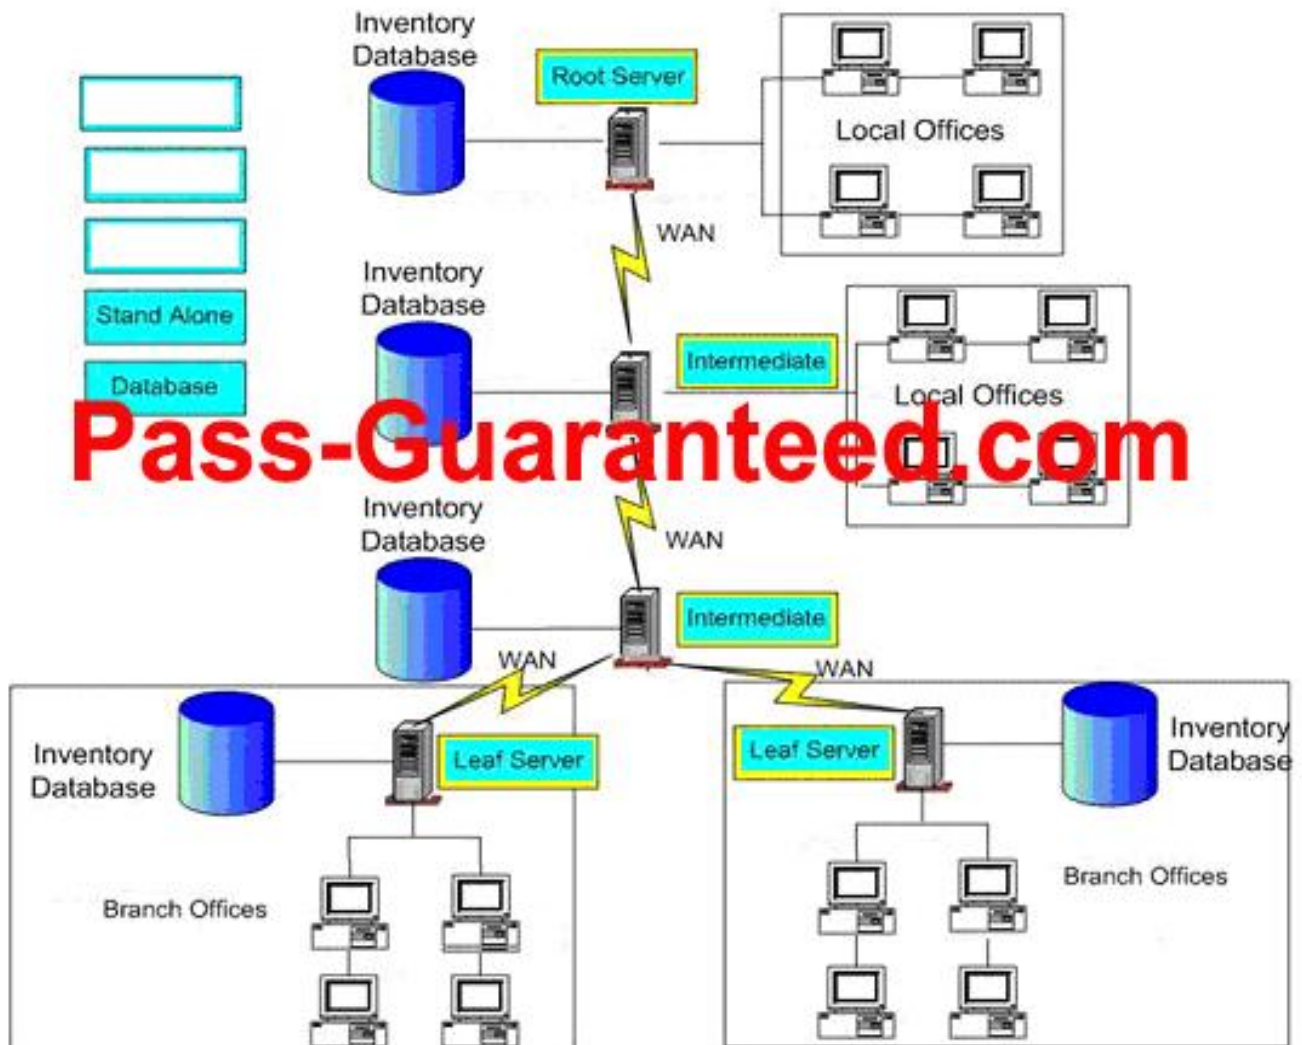 Inventory
Database
Root Server
Local Offices
WAN
Inventory
Database
Stand Alone
Database
Intermediate
Local Offices
Pass-Guaranteed.com
Inventory
Database
WAN
Intermediate
WAN
WAN
Inventory
Database
Leaf Server
Leaf Server
Inventory
Database
Branch Offices
Branch Offices